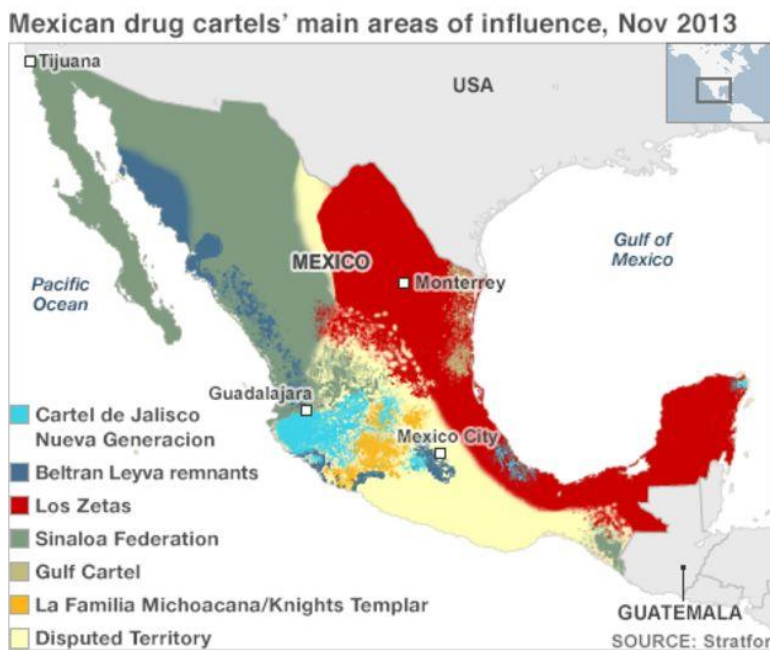 Mexican drug cartels' main areas of influence, Nov 2013
Tijuana
USA
Gulf of
Mexico
Pacific
Ocean
MEXICO
Monterrey
Guadalajara
Mexico City
Cartel de Jalisco
Nueva Generacion
Beltran Leyva remnants
Los Zetas
Sinaloa Federation
Gulf Cartel
La Familia Michoacana/Knights Templar
Disputed Territory
GUATEMALA
SOURCE: Stratfor